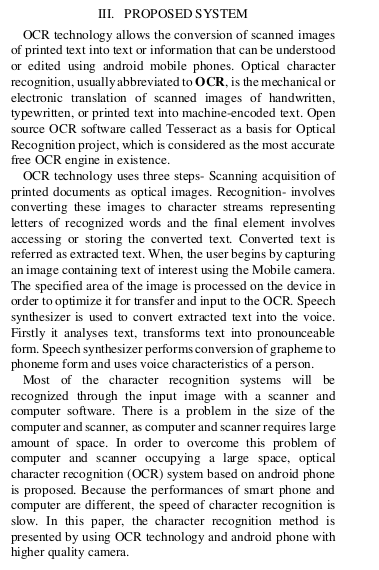 III. PROPOSED SYSTEM
OCR technology allows the conversion of scanned images
of printed text into text or information that can be understood
or edited using android mobile phones. Optical character
recognition, usually abbreviated to OCR, is the mechanical or
electronic translation of scanned images of handwritten,
typewritten, or printed text into machine-encoded text. Open
source OCR software called Tesseract as a basis for Optical
Recognition project, which is considered as the most accurate
free OCR engine in existence.
OCR technology uses three steps- Scanning acquisition of
printed documents as optical images. Recognition- involves
converting these images to character streams representing
letters of recognized words and the final element involves
accessing or storing the converted text. Converted text is
referred as extracted text. When, the user begins by capturing
an image containing text of interest using the Mobile camera.
The specified area of the image is processed on the device in
order to optimize it for transfer and input to the OCR. Speech
synthesizer is used to convert extracted text into the voice.
Firstly it analyses text, transforms text into pronounceable
form. Speech synthesizer performs conversion of grapheme to
phoneme form and uses voice characteristics of a person.
Most of the character recognition systems will be
recognized through the input image with a scanner and
computer software. There is a problem in the size of the
computer and scanner, as computer and scanner requires large
amount of space. In order to overcome this problem of
computer and scanner occupying a large space, optical
character recognition (OCR) system based on android phone
is proposed. Because the performances of smart phone and
computer are different, the speed of character recognition is
slow. In this paper, the character recognition method is
presented by using OCR technology and android phone with
higher quality camera.